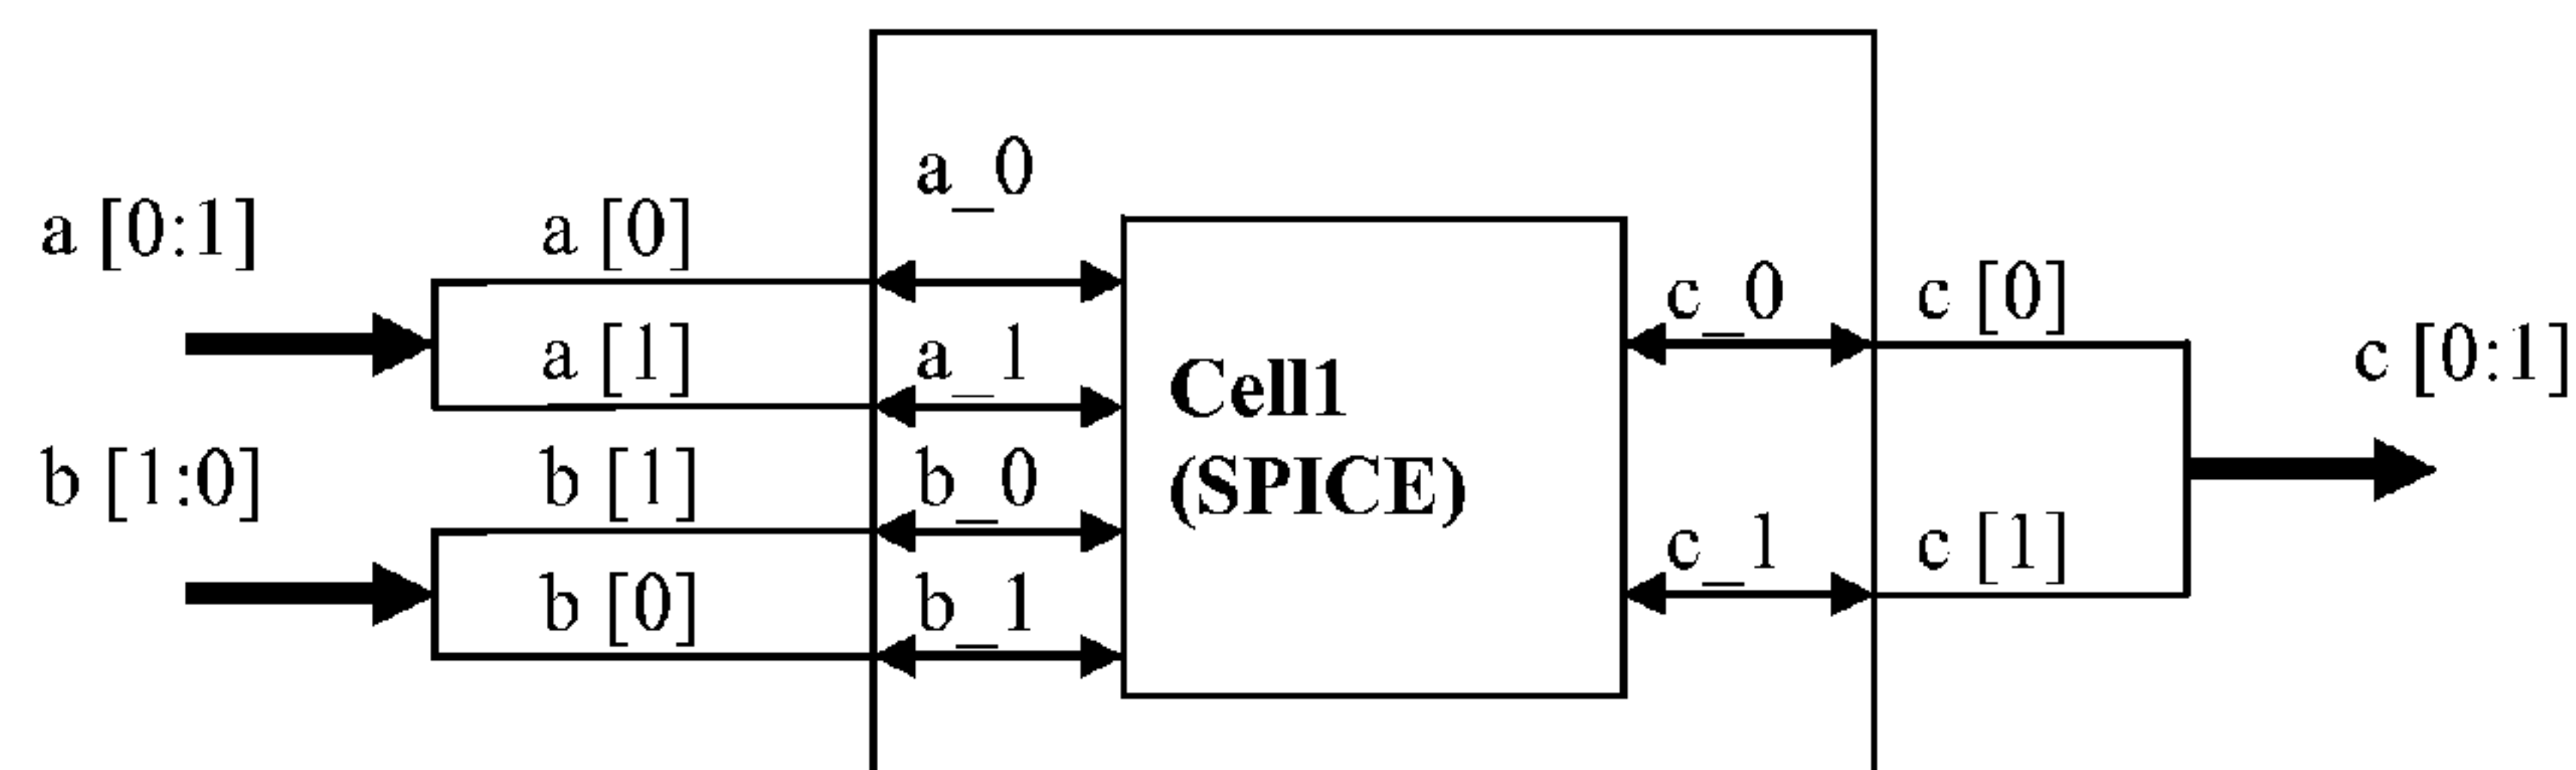 a_0
a [0:1]
a [0]
c_0
c [0]
a [1]
a_1
c [0:1]
Cell1
(SPICE)
b [1:0]
b [1]
b_0
c_1
c [1]
b [0]
b_1